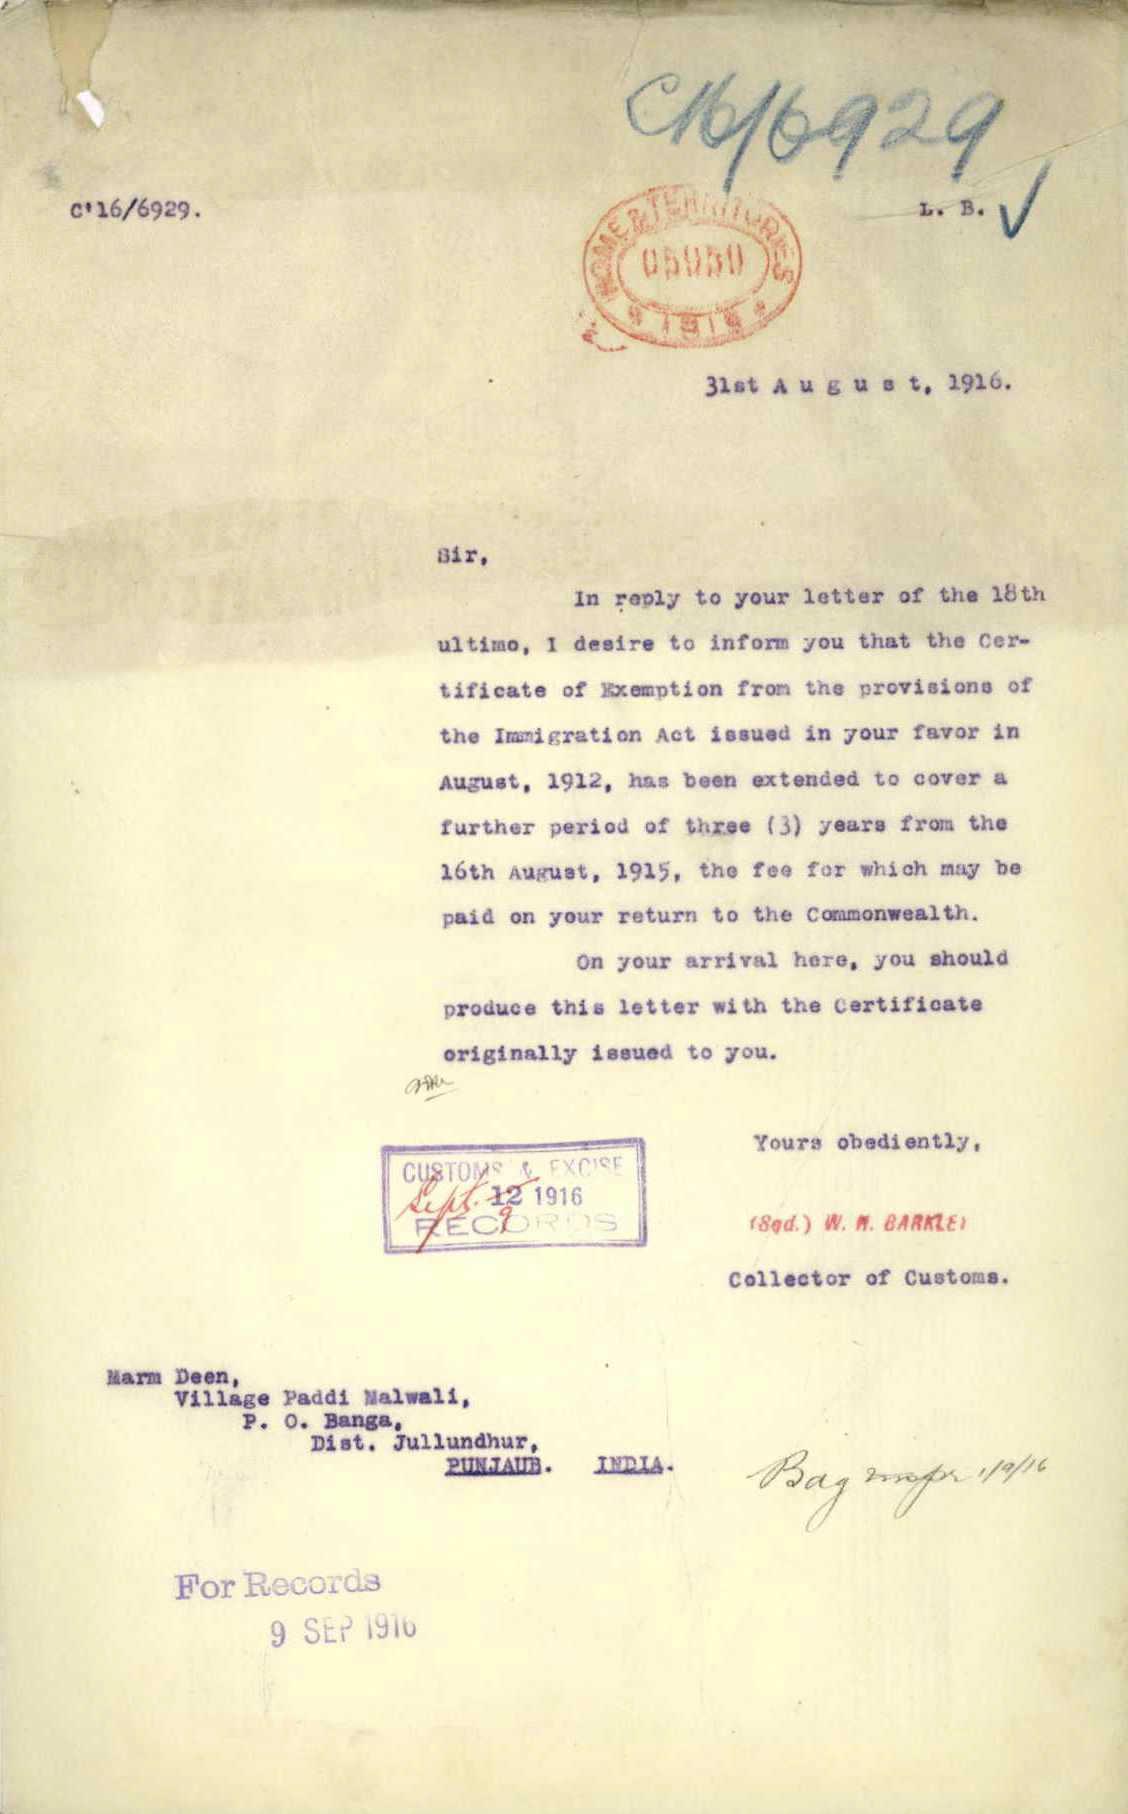 C16/6929
C'16/6929.
L. B.
HOME & TERRITORIES
31st A u g u s t, 1916.
Sir,
In reply to your letter of the 18th
ultimo, I desire to inform you that the Cer-
tificate of Exemption from the provisions of
the Immigration Act issued in your favor in
August, 1912, has been extended to cover a
further period of three (3) years from the
16th August, 1915, the fee for which may be
paid on your return to the Commonwealth.
On your arrival here, you should
produce this letter with the Certificate
originally issued to you.
Yours obediently,
CUSTOMS & EXCISE
Sept. 12 1916
9
RECORDS
(Sgd.) W. H. BARKLEY
Collector of Customs.
Marm Deen,
Village Paddi Malwali,
P. O. Banga,
Dist. Jullundhur,
PUNJAUB. INDIA.
Bag 1/9/16
For Records
9 SEP 1916